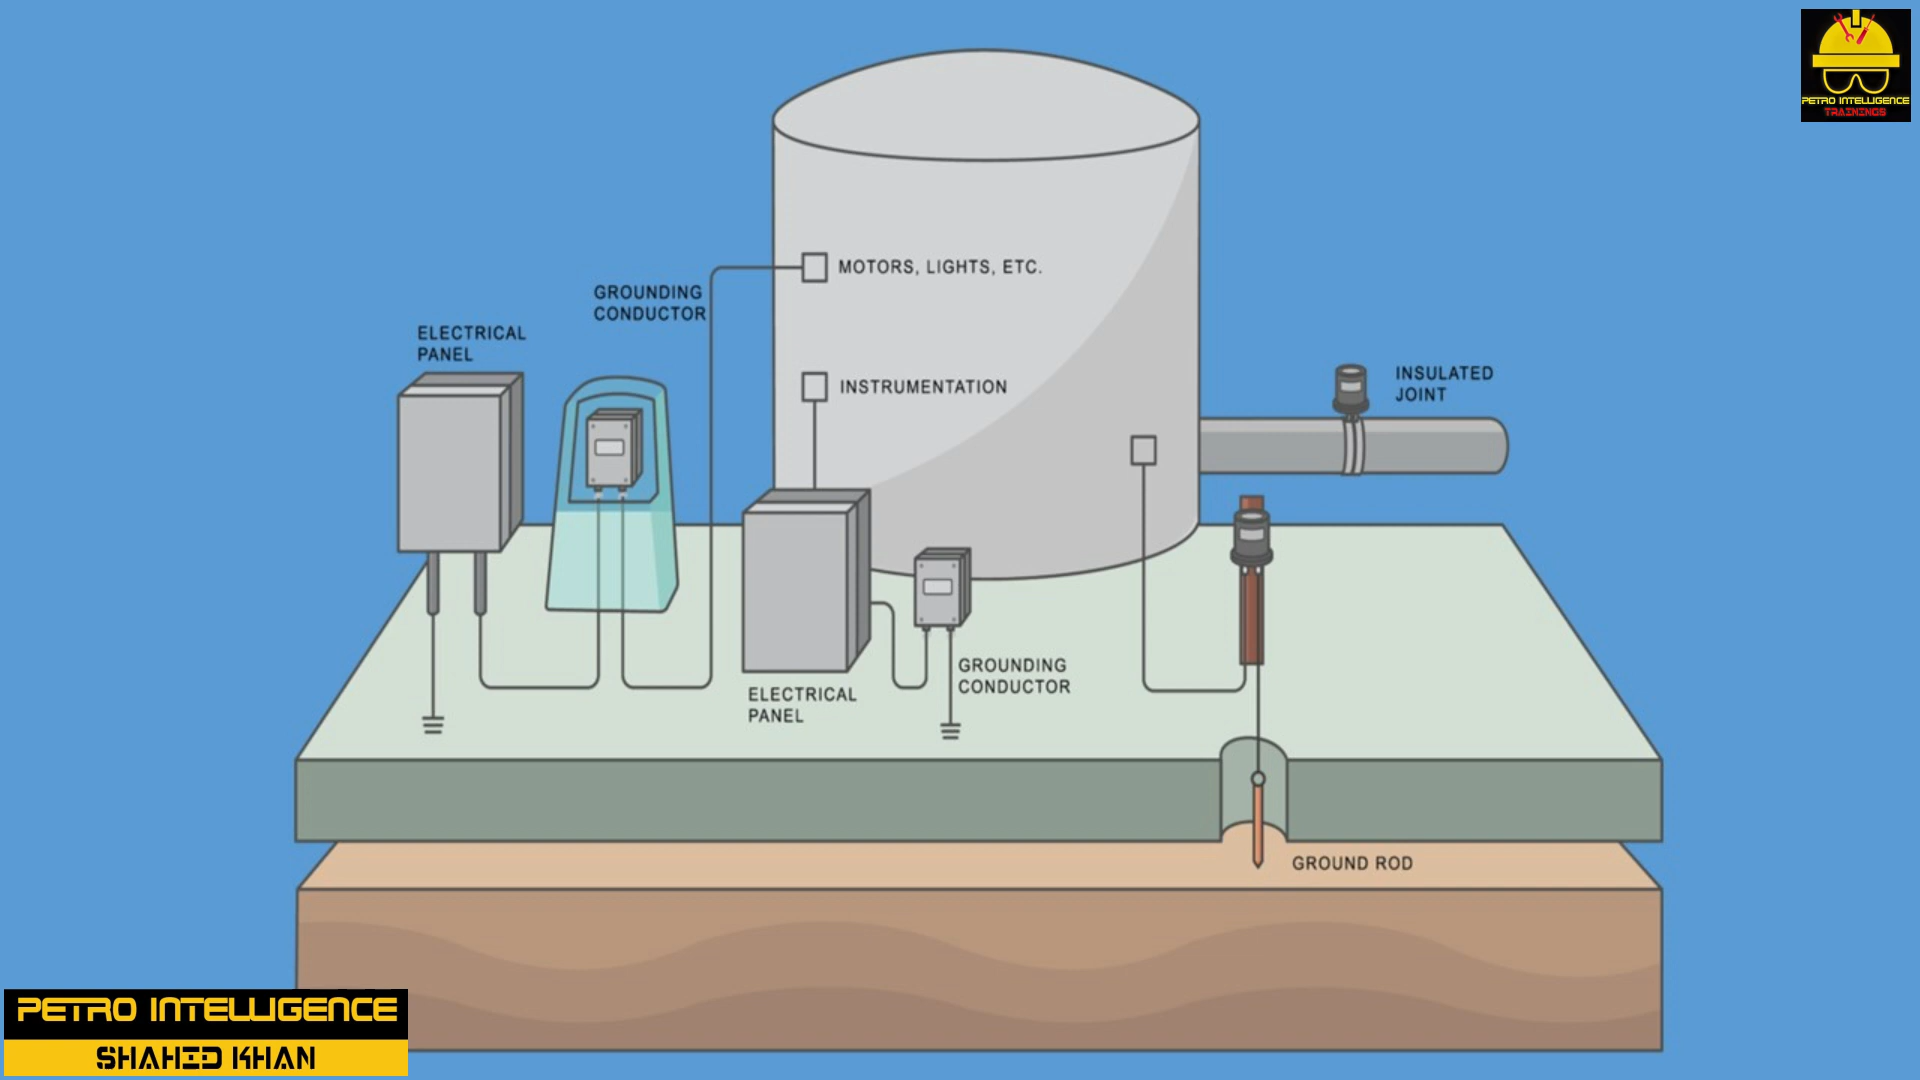 PETRO INTELLIGENCE
TRAININGS
MOTORS, LIGHTS, ETC.
GROUNDING
CONDUCTOR
ELECTRICAL
PANEL
INSTRUMENTATION
INSULATED
JOINT
GROUNDING
CONDUCTOR
ELECTRICAL
PANEL
GROUND ROD
PETRO INTELLIGENCE
SHAHID KHAN